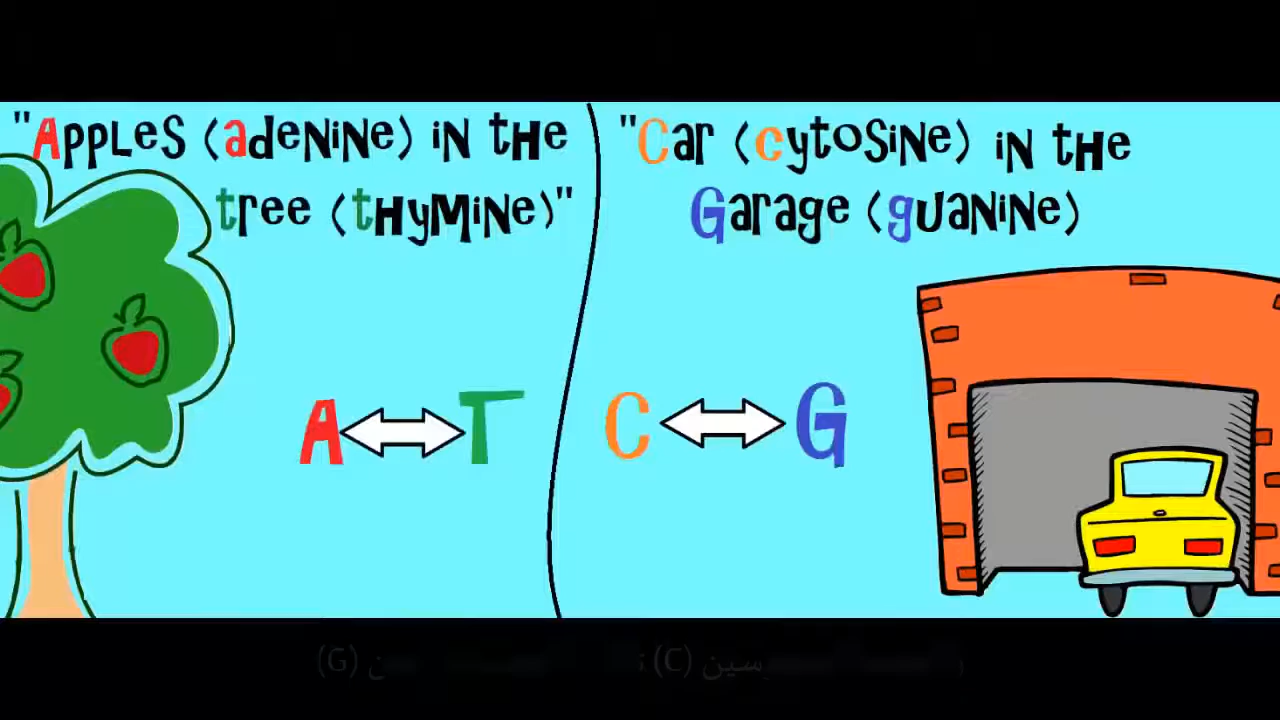 "Apples (adenine) in the
tree (thymine)"
"Car (cytosine) in the
Garage (guanine)
A T
C G
(C)
(G)